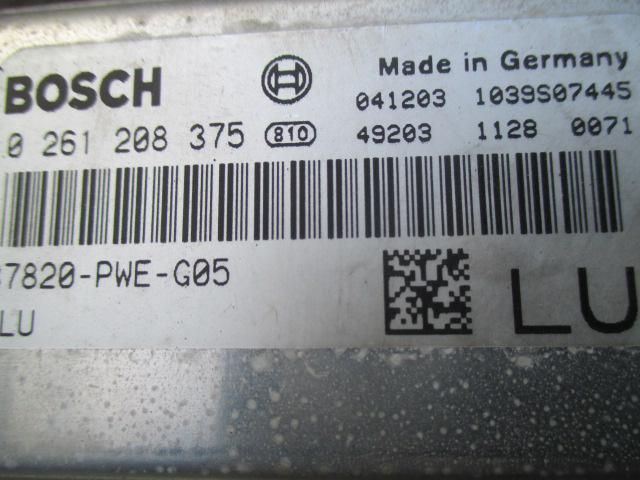 BOSCH
Made in Germany
041203 1039S07445
0 261 208 375 810 49203 1128 0071
7820-PWE-G05
LU
LU